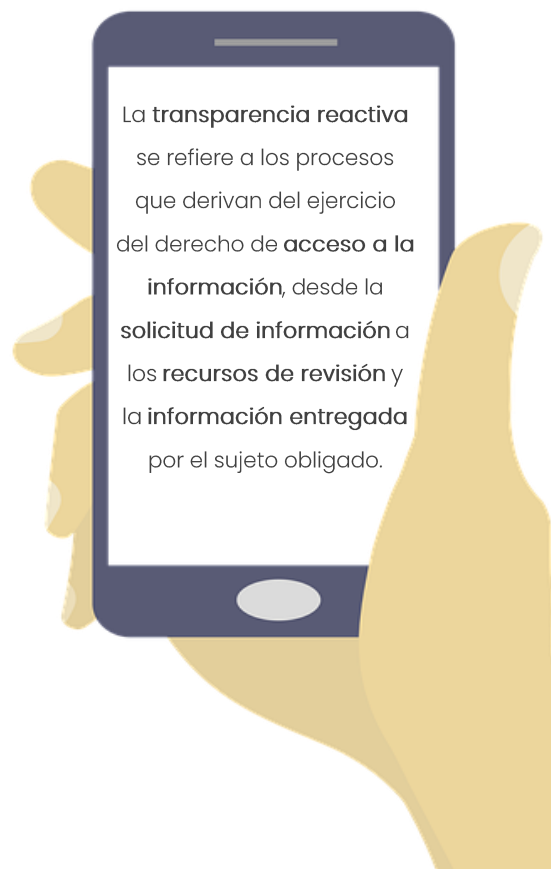 La transparencia reactiva
se refiere a los procesos
que derivan del ejercicio
del derecho de acceso a la
información, desde la
solicitud de información a
los recursos de revisión y
la información entregada
por el sujeto obligado.